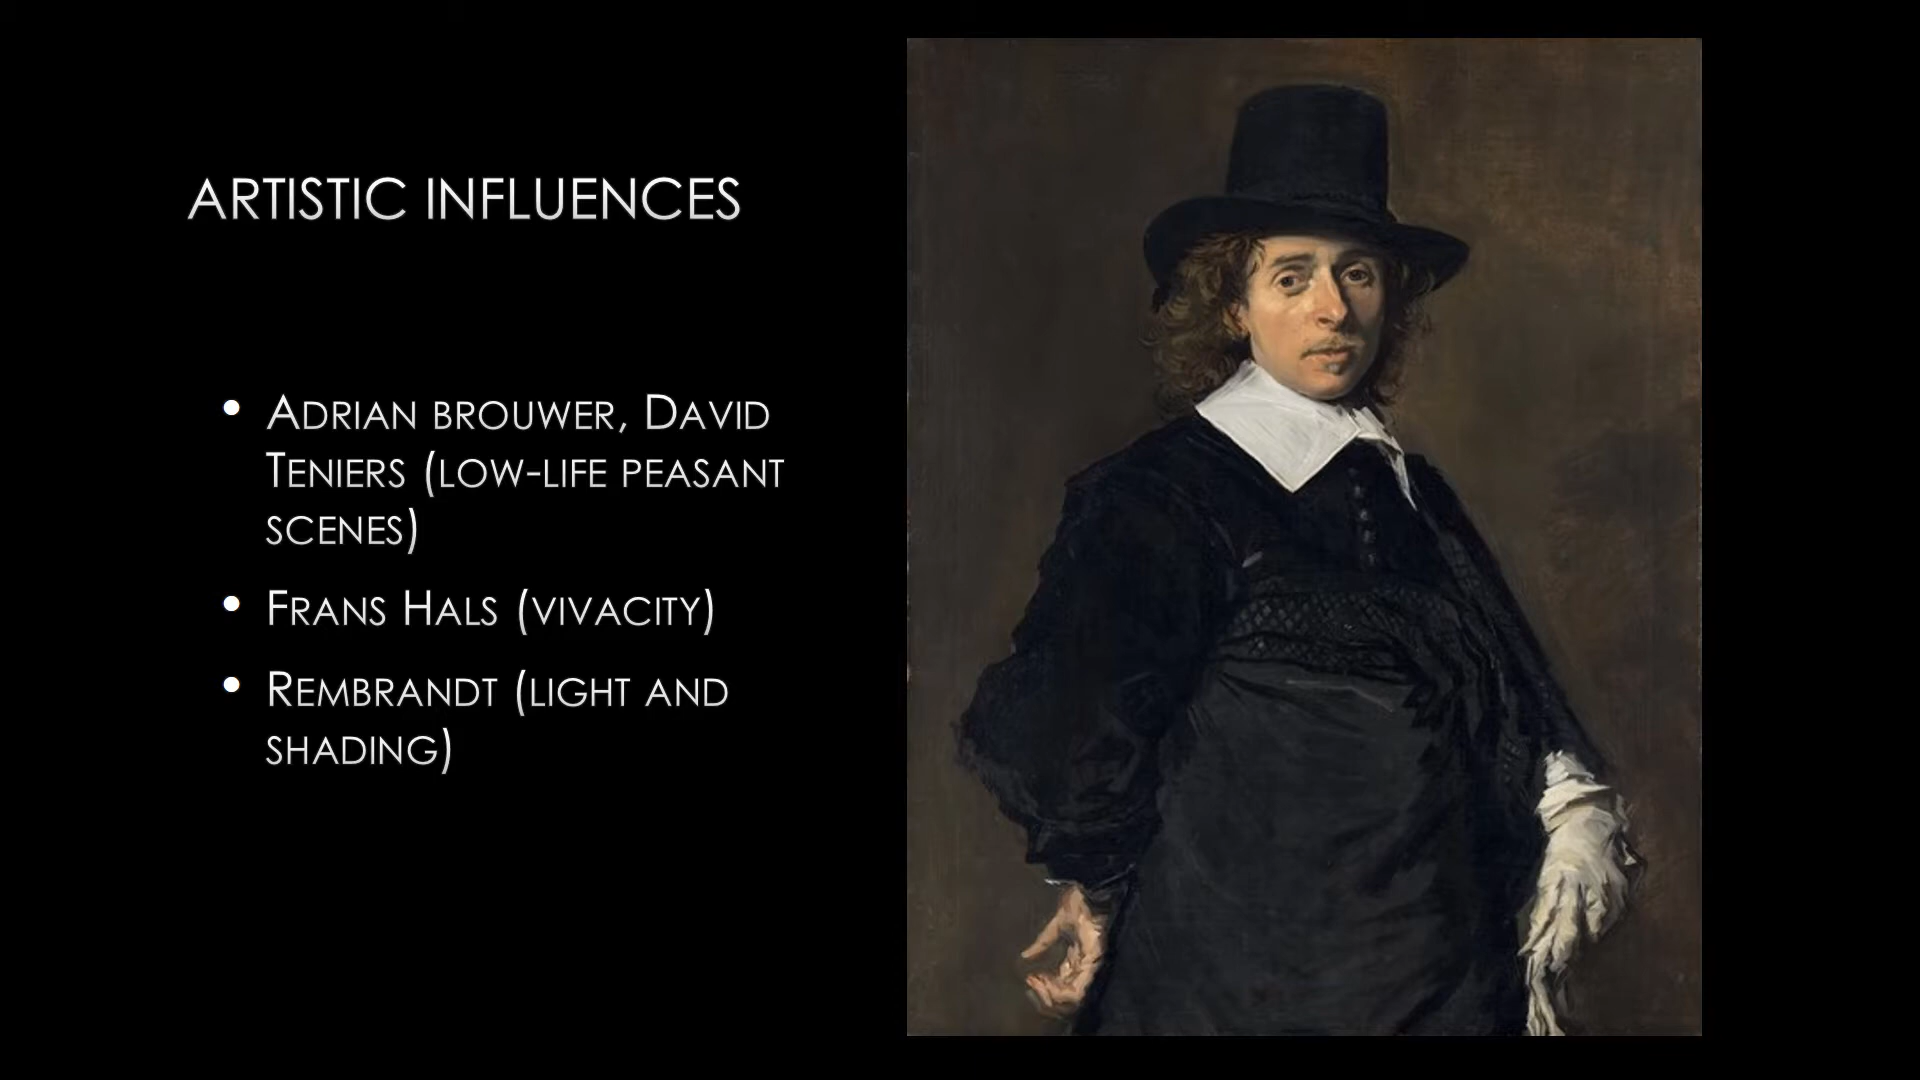 ARTISTIC INFLUENCES
• ADRIAN BROUWER, DAVID
TENIERS (LOW-LIFE PEASANT
SCENES)
• FRANS HALS (VIVACITY)
• REMBRANDT (LIGHT AND
SHADING)